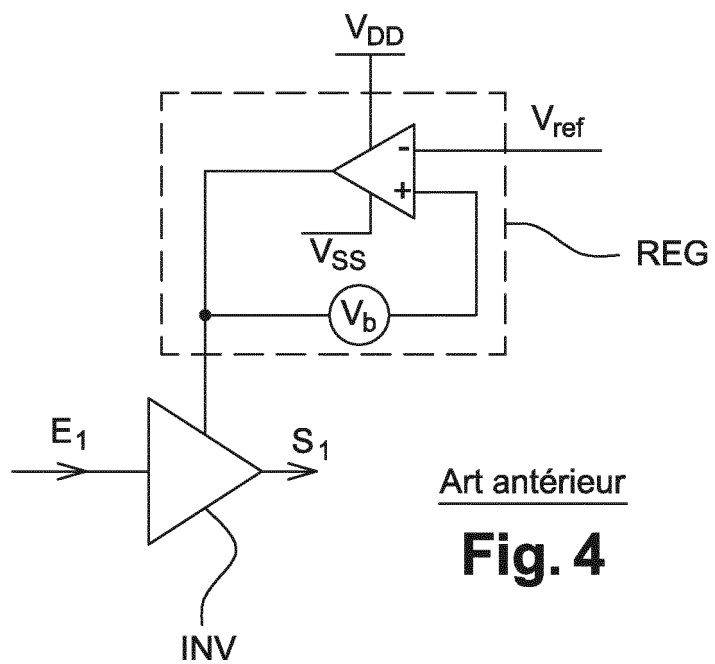 V_DD
V_ref
-
+
V_SS
REG
V_b
E_1
S_1
Art antérieur
Fig. 4
INV